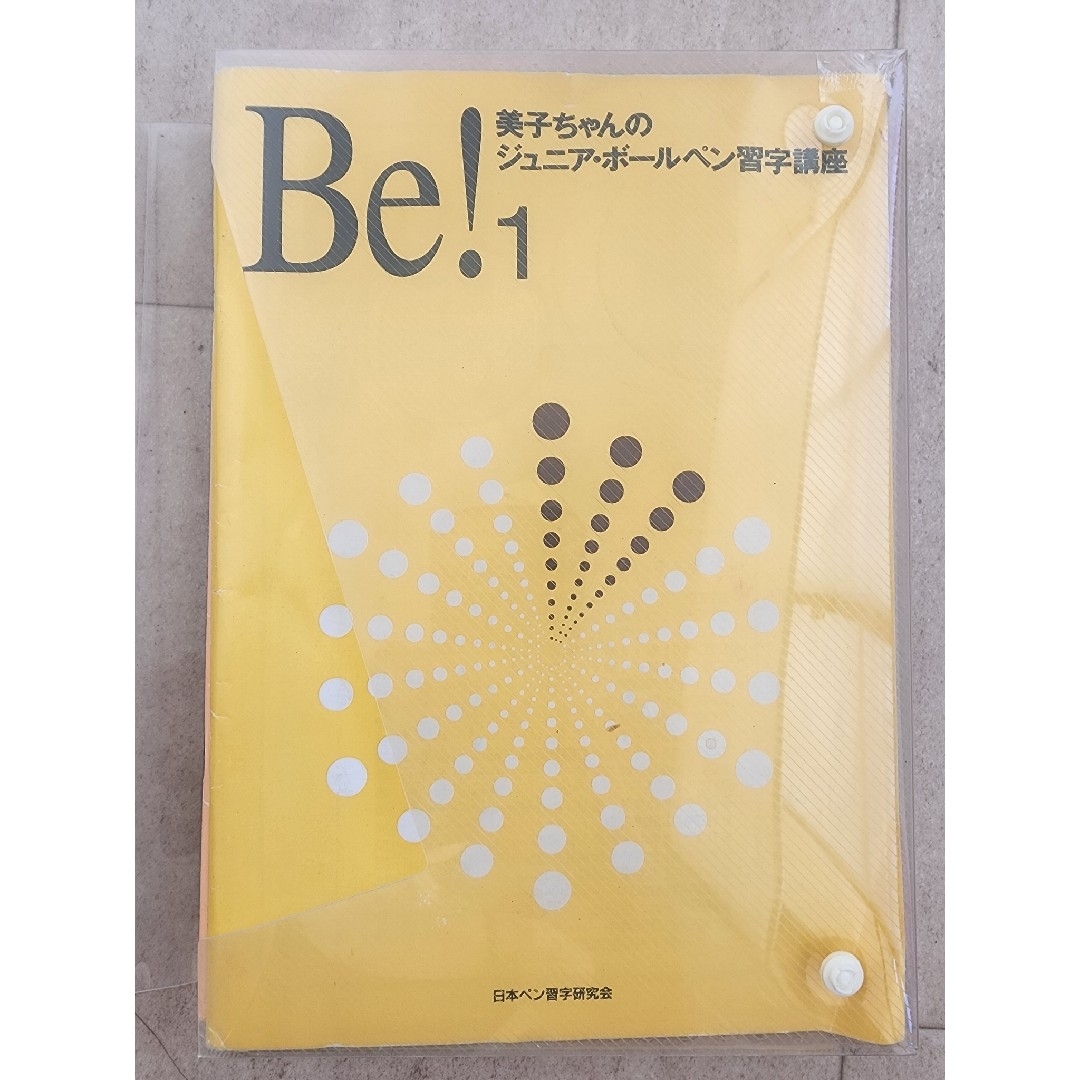 Be!1
美子ちゃんの
ジュニア・ボールペン習字講座
日本ペン習字研究会